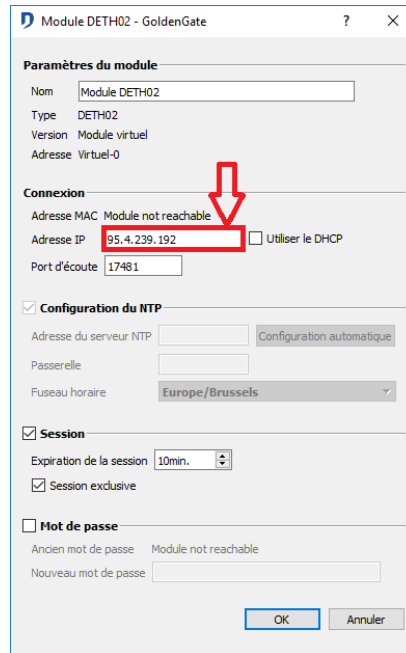 Module DETH02 - GoldenGate ?
Paramètres du module
Nom Module DETH02
Type DETH02
Version Module virtuel
Adresse Virtuel-0
Connexion
Adresse MAC Module not reachable
Adresse IP 95.4.239.192 Utiliser le DHCP
Port d'écoute 17481
Configuration du NTP
Adresse du serveur NTP Configuration automatique
Passerelle
Fuseau horaire Europe/Brussels
Session
Expiration de la session 10min.
Session exclusive
Mot de passe
Ancien mot de passe Module not reachable
Nouveau mot de passe
OK Annuler